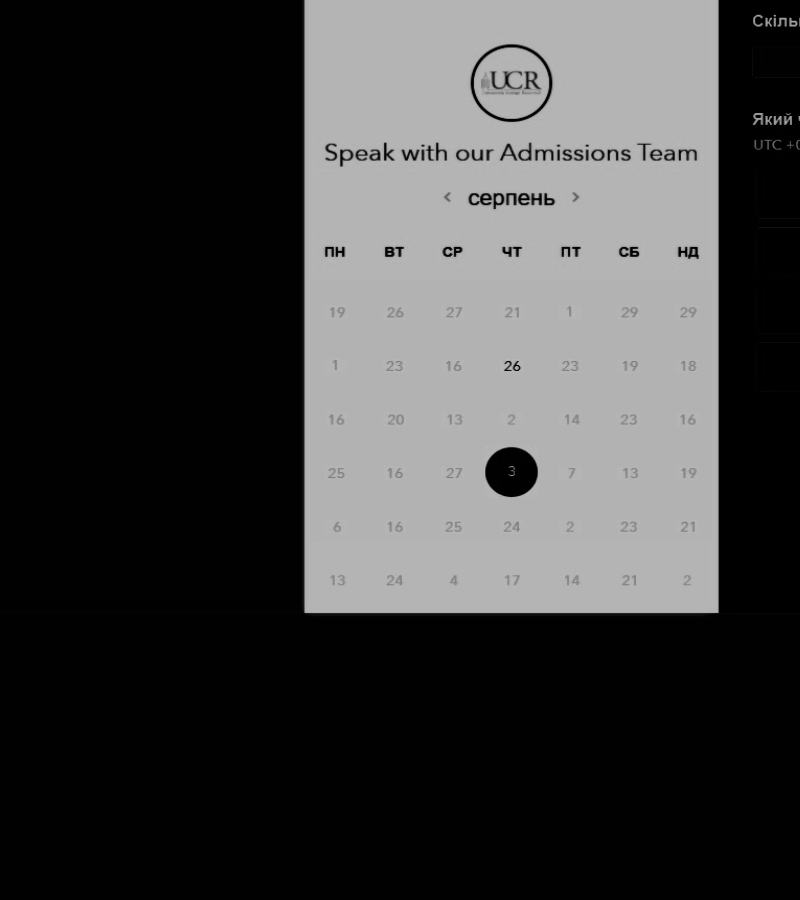 Скіль
UCR
Який ч
Speak with our Admissions Team
UTC +0
< серпень >
ПН ВТ СР ЧТ ПТ СБ НД
19 26 27 21 1 29 29
1 23 16 26 23 19 18
16 20 13 2 14 23 16
25 16 27 3 7 13 19
6 16 25 24 2 23 21
13 24 4 17 14 21 2